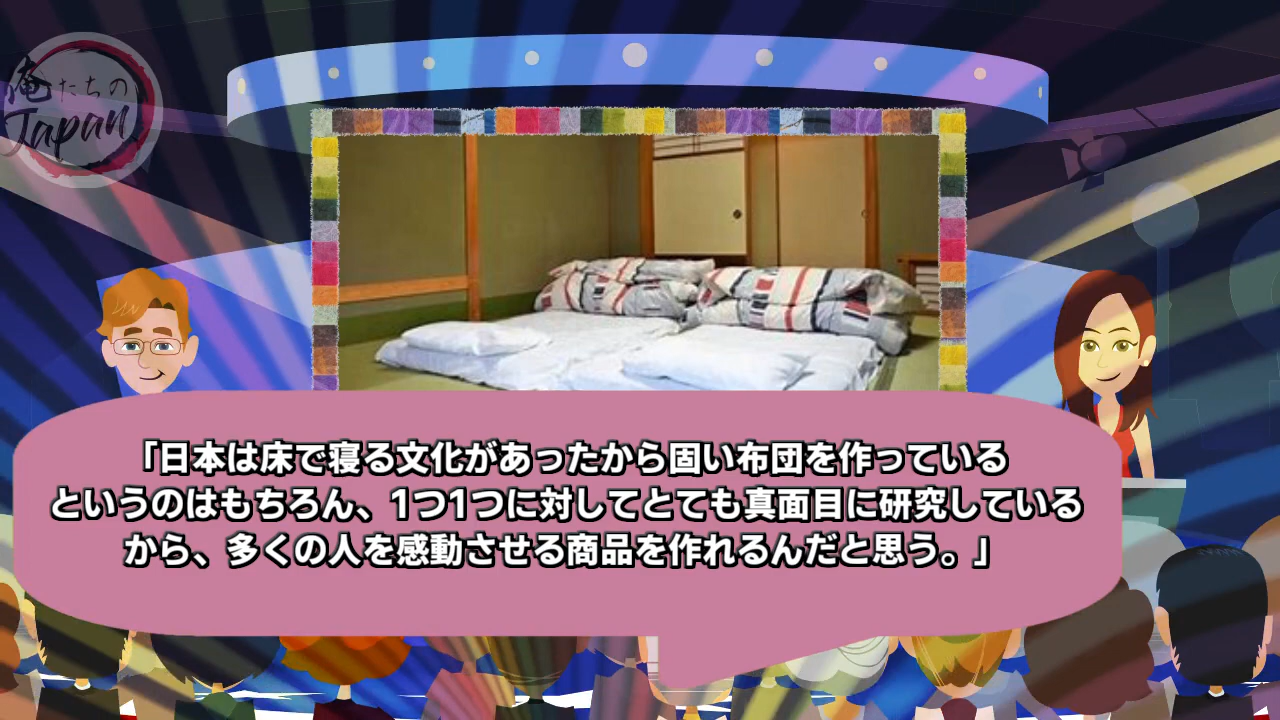 俺たちの
Japan
「日本は床で寝る文化があったから固い布団を作っている
というのはもちろん、1つ1つに対してとても真面目に研究している
から、多くの人を感動させる商品を作れるんだと思う。」